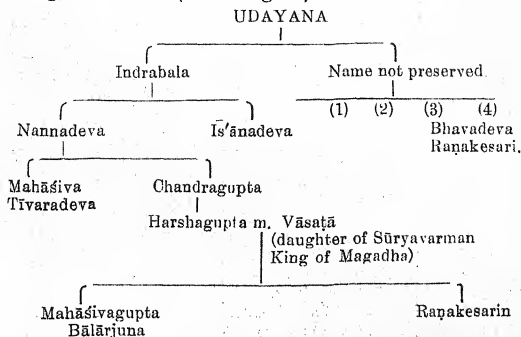 UDAYANA
Indrabala Name not preserved
(1) (2) (3) (4)
Nannadeva Is'ānadeva Bhavadeva
Raṇakesari.
Mahāśiva Chandragupta
Tīvaradeva
Harshagupta m. Vāsaṭā
(daughter of Sūryavarman
King of Magadha)
Mahāśivagupta Raṇakesarin
Bālārjuna